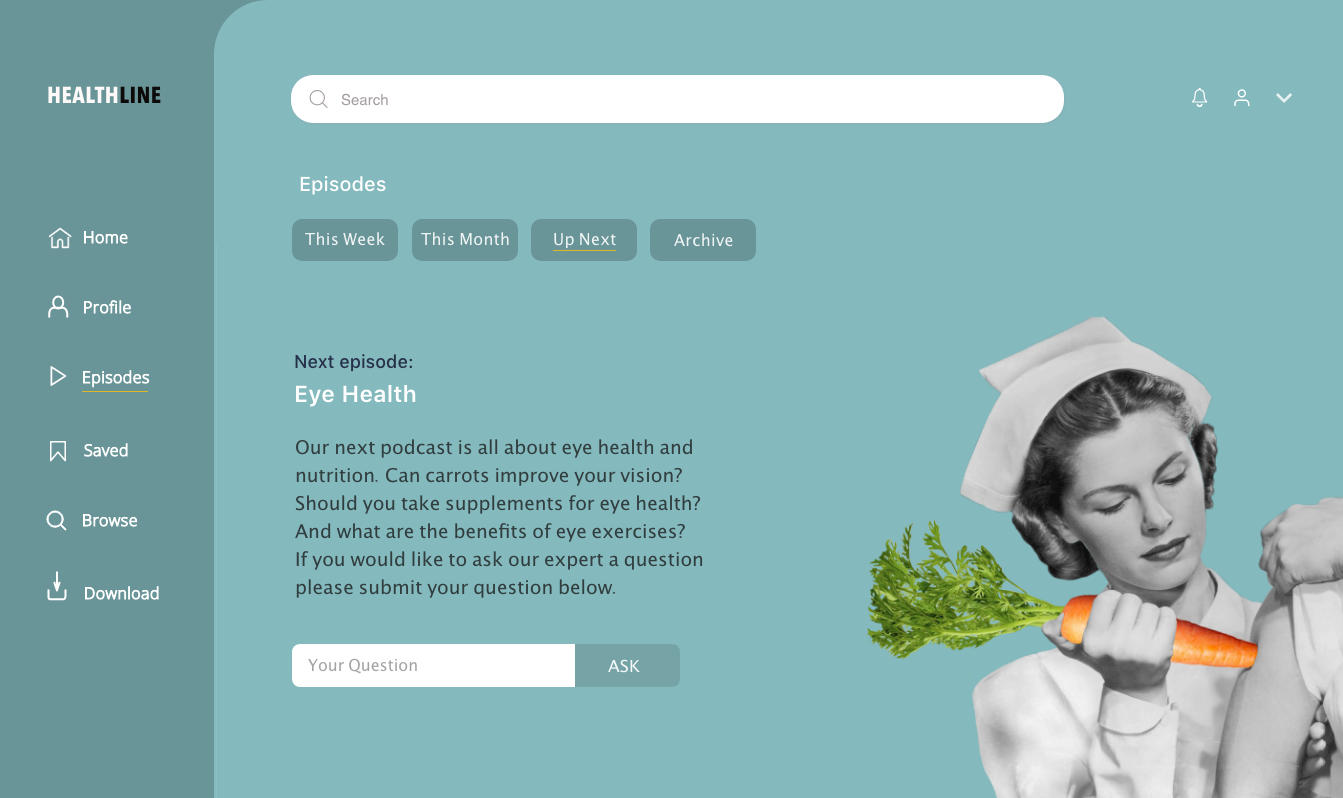 HEALTHLINE
Search
Home
Profile
Episodes
Saved
Browse
Download
Episodes
This Week
This Month
Up Next
Archive
Next episode:
Eye Health
Our next podcast is all about eye health and
nutrition. Can carrots improve your vision?
Should you take supplements for eye health?
And what are the benefits of eye exercises?
If you would like to ask our expert a question
please submit your question below.
Your Question
ASK